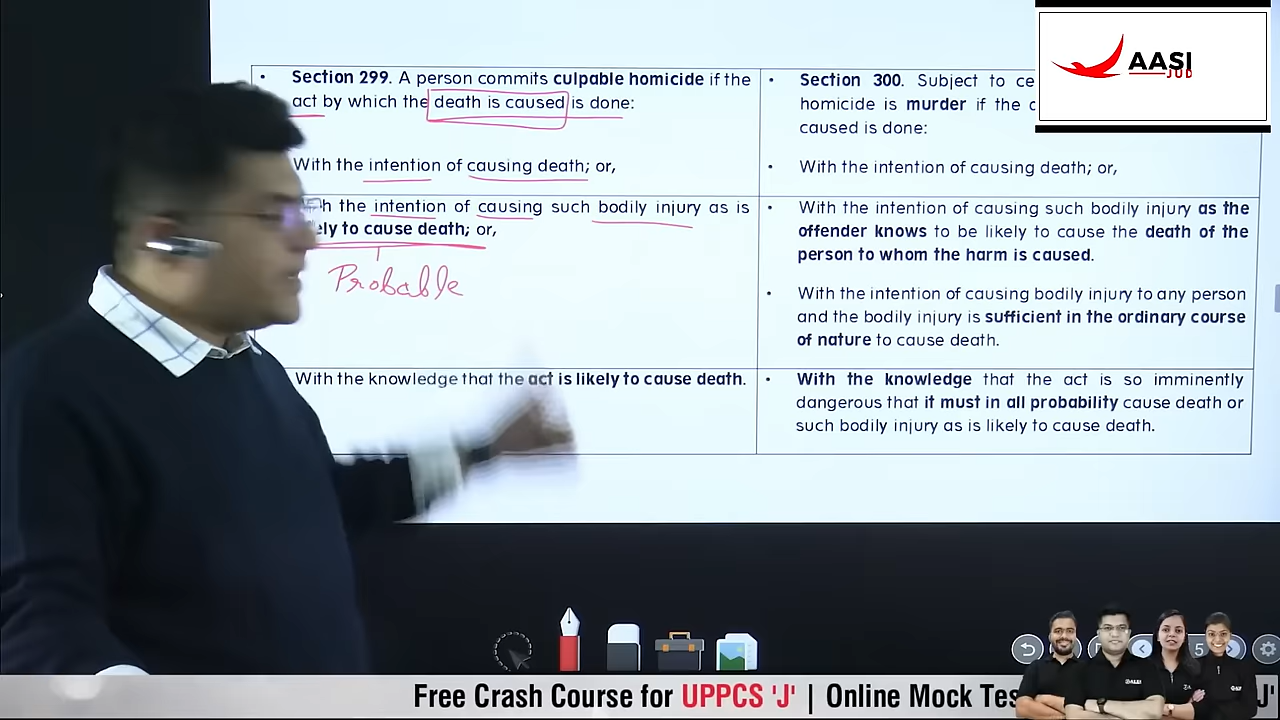 AASI
JUD
Section 299. A person commits culpable homicide if the
act by which the death is caused is done:
With the intention of causing death; or,
the intention of causing such bodily injury as is
to cause death; or,
Probable
With the knowledge that the act is likely to cause death.
Section 300. Subject to
homicide is murder if the
caused is done:
With the intention of causing death; or,
With the intention of causing such bodily injury as the
offender knows to be likely to cause the death of the
person to whom the harm is caused.
With the intention of causing bodily injury to any person
and the bodily injury is sufficient in the ordinary course
of nature to cause death.
With the knowledge that the act is so imminently
dangerous that it must in all probability cause death or
such bodily injury as is likely to cause death.
5
Free Crash Course for UPPCS 'J' | Online Mock